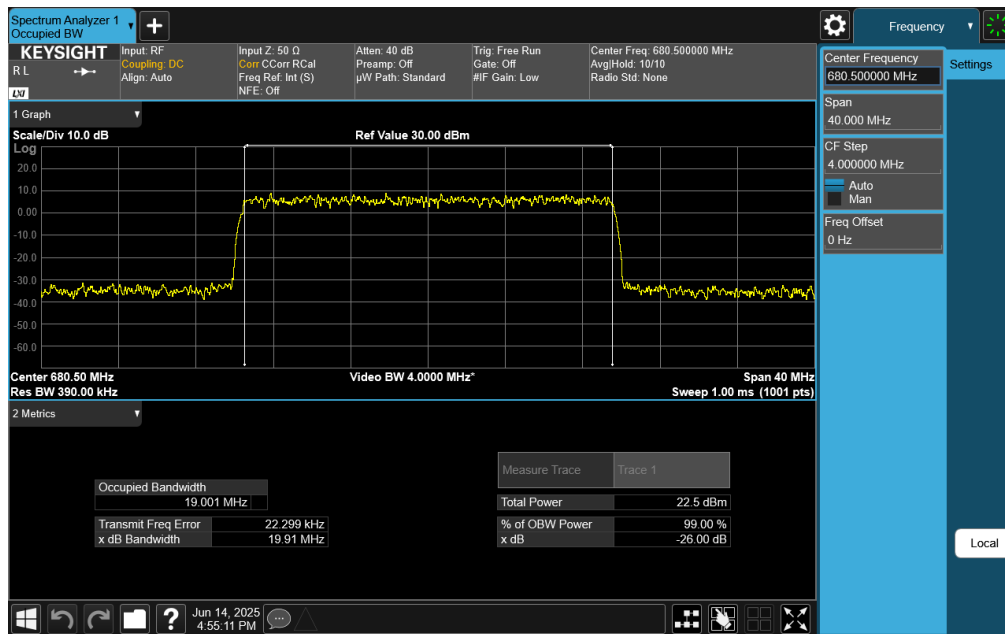 Spectrum Analyzer 1
Occupied BW
Frequency
KEYSIGHT
R L
LXI
Input: RF
Coupling: DC
Align: Auto
Input Z: 50 Ω
Corr CCorr RCal
Freq Ref: Int (S)
NFE: Off
Atten: 40 dB
Preamp: Off
µW Path: Standard
Trig: Free Run
Gate: Off
#IF Gain: Low
Center Freq: 680.500000 MHz
Avg|Hold: 10/10
Radio Std: None
Center Frequency
680.500000 MHz
Settings
Span
40.000 MHz
CF Step
4.000000 MHz
Auto
Man
Freq Offset
0 Hz
1 Graph
Scale/Div 10.0 dB
Ref Value 30.00 dBm
Log
20.0
10.0
0.00
-10.0
-20.0
-30.0
-40.0
-50.0
-60.0
Center 680.50 MHz
Video BW 4.0000 MHz*
Span 40 MHz
Res BW 390.00 kHz
Sweep 1.00 ms (1001 pts)
2 Metrics
Measure Trace
Trace 1
Occupied Bandwidth
19.001 MHz
Total Power
22.5 dBm
Transmit Freq Error
22.299 kHz
% of OBW Power
99.00 %
x dB Bandwidth
19.91 MHz
x dB
-26.00 dB
Local
?
Jun 14, 2025
4:55:11 PM